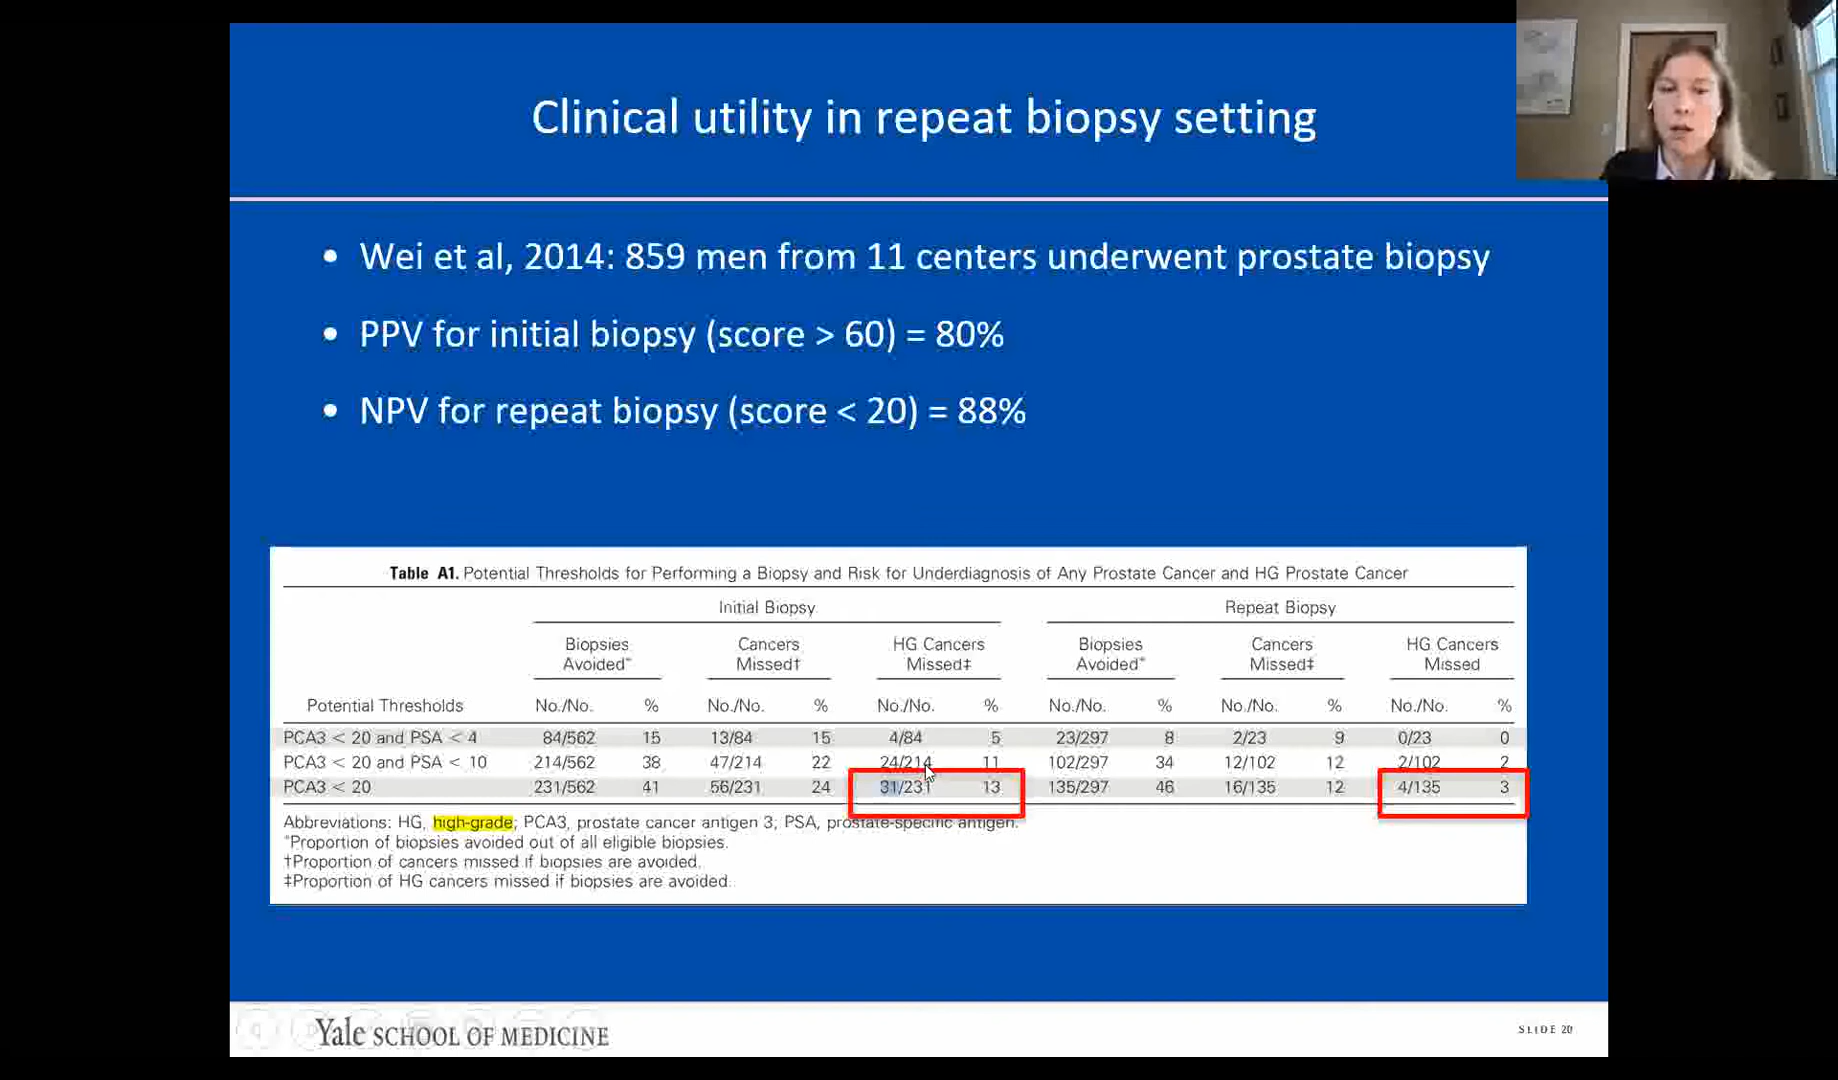 Clinical utility in repeat biopsy setting
• Wei et al, 2014: 859 men from 11 centers underwent prostate biopsy
• PPV for initial biopsy (score > 60) = 80%
• NPV for repeat biopsy (score < 20) = 88%
Table A1. Potential Thresholds for Performing a Biopsy and Risk for Underdiagnosis of Any Prostate Cancer and HG Prostate Cancer
Initial Biopsy Repeat Biopsy
Biopsies Cancers HG Cancers Biopsies Cancers HG Cancers
Avoided* Missed† Missed‡ Avoided* Missed‡ Missed
Potential Thresholds No./No. % No./No. % No./No. % No./No. % No./No. % No./No. %
PCA3 < 20 and PSA < 4 84/562 15 13/84 15 4/84 5 23/297 8 2/23 9 0/23 0
PCA3 < 20 and PSA < 10 214/562 38 47/214 22 24/214 11 102/297 34 12/102 12 2/102 2
PCA3 < 20 231/562 41 56/231 24 31/231 13 135/297 46 16/135 12 4/135 3
Abbreviations: HG, high-grade; PCA3, prostate cancer antigen 3; PSA, prostate-specific antigen.
*Proportion of biopsies avoided out of all eligible biopsies.
†Proportion of cancers missed if biopsies are avoided.
‡Proportion of HG cancers missed if biopsies are avoided.
Yale SCHOOL OF MEDICINE
SLIDE 20